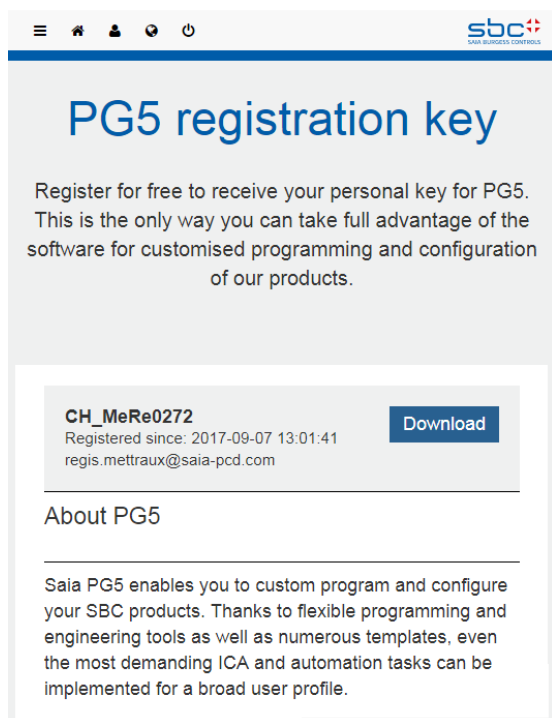 sbc
SAIA BURGESS CONTROLS
PG5 registration key
Register for free to receive your personal key for PG5.
This is the only way you can take full advantage of the
software for customised programming and configuration
of our products.
CH_MeRe0272
Download
Registered since: 2017-09-07 13:01:41
regis.mettraux@saia-pcd.com
About PG5
Saia PG5 enables you to custom program and configure
your SBC products. Thanks to flexible programming and
engineering tools as well as numerous templates, even
the most demanding ICA and automation tasks can be
implemented for a broad user profile.